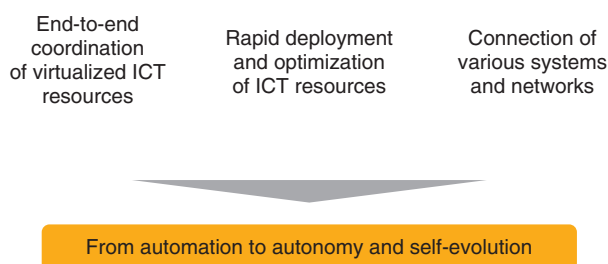 End-to-end
coordination
of virtualized ICT
resources
Rapid deployment
and optimization
of ICT resources
Connection of
various systems
and networks
From automation to autonomy and self-evolution